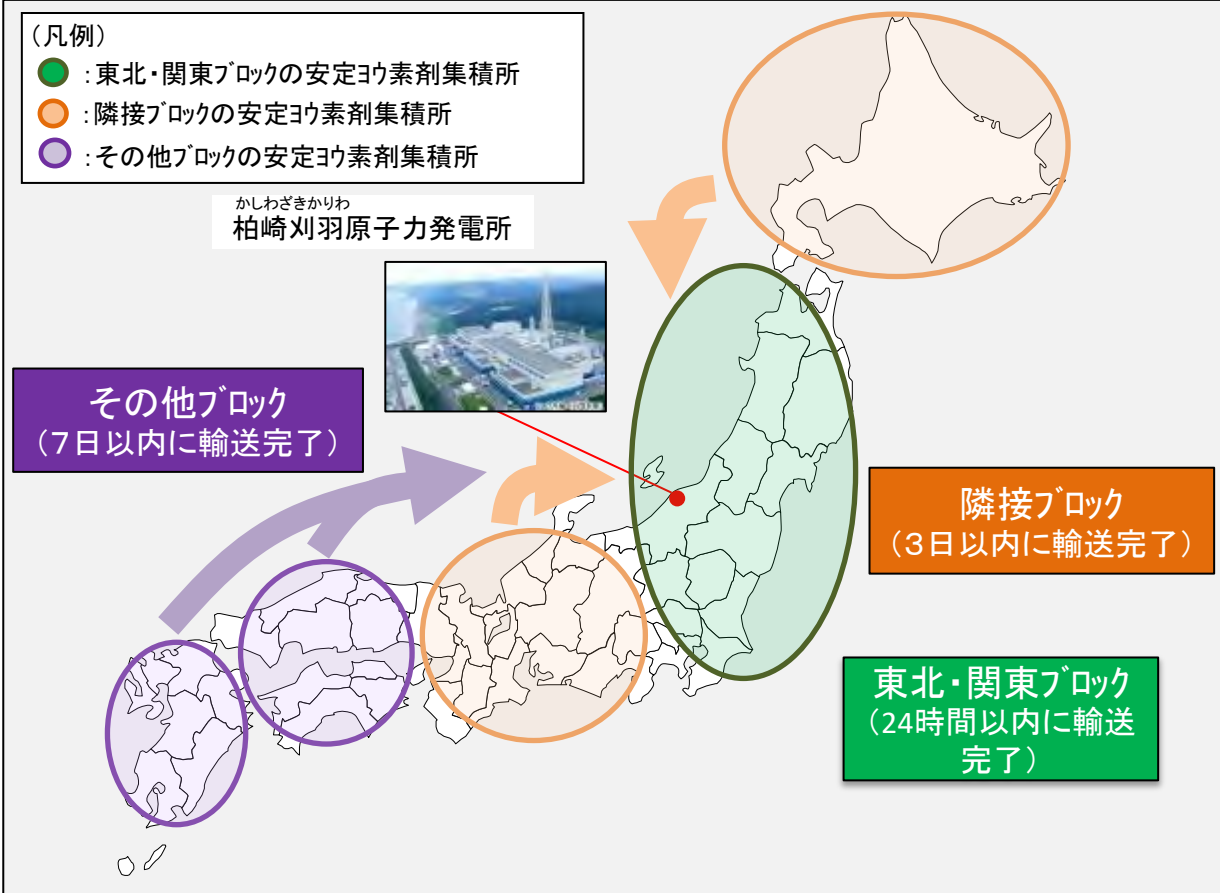 (凡例)
:東北・関東ブロックの安定ヨウ素剤集積所
:隣接ブロックの安定ヨウ素剤集積所
:その他ブロックの安定ヨウ素剤集積所
かしわざきかりわ
柏崎刈羽原子力発電所
その他ブロック
(7日以内に輸送完了)
隣接ブロック
(3日以内に輸送完了)
東北・関東ブロック
(24時間以内に輸送
完了)